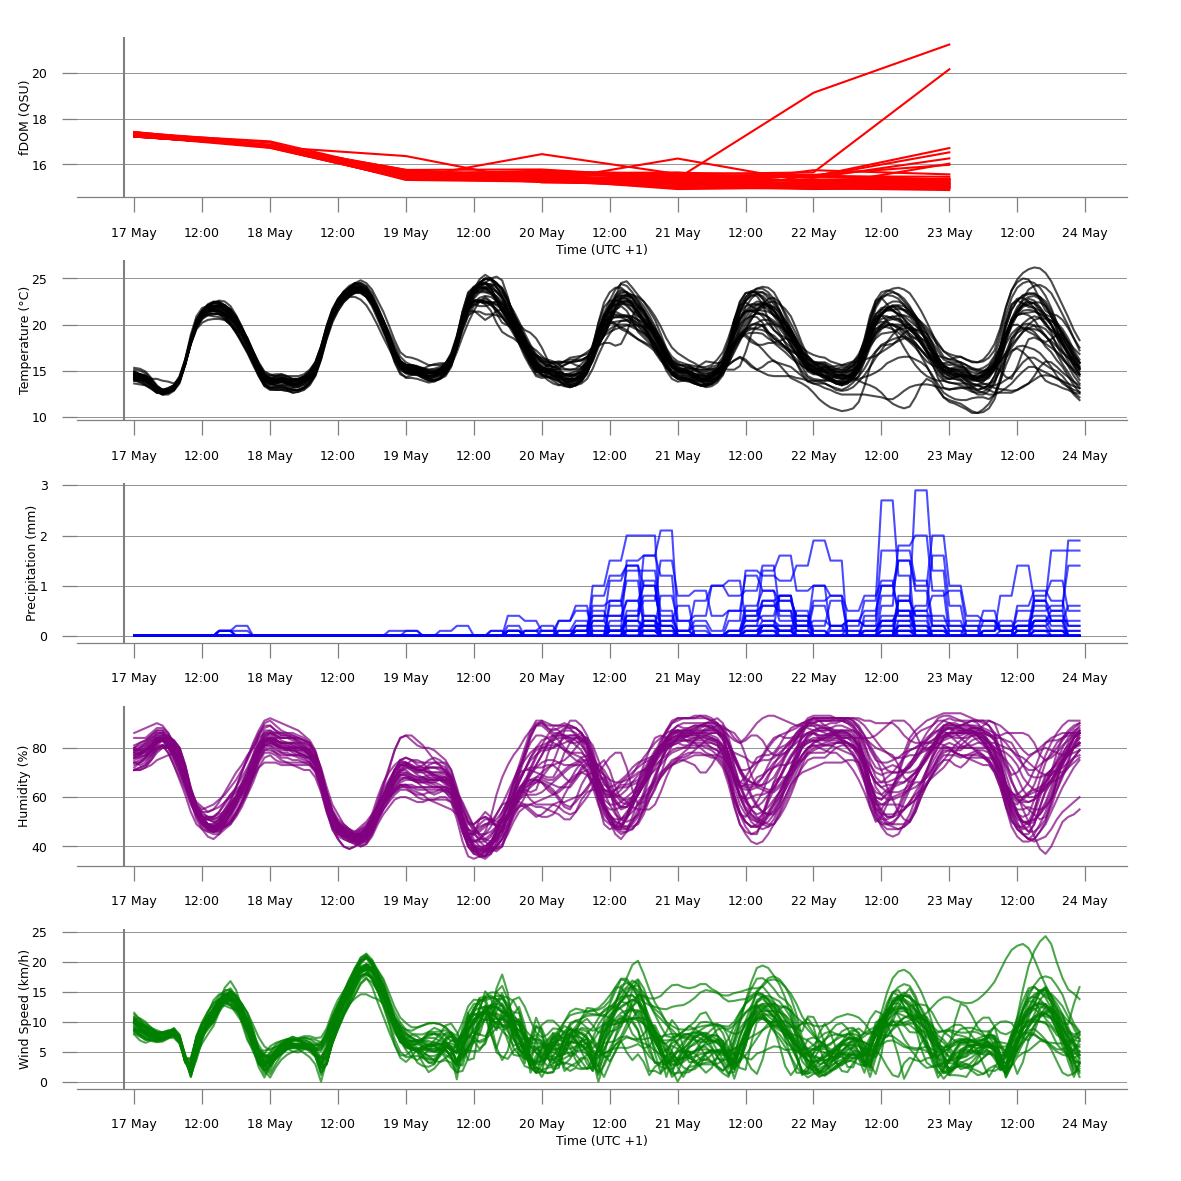 fDOM (QSU)
20
18
16
17 May 12:00 18 May 12:00 19 May 12:00 20 May 12:00 21 May 12:00 22 May 12:00 23 May 12:00 24 May
Time (UTC +1)
Temperature (°C)
25
20
15
10
17 May 12:00 18 May 12:00 19 May 12:00 20 May 12:00 21 May 12:00 22 May 12:00 23 May 12:00 24 May
Precipitation (mm)
3
2
1
0
17 May 12:00 18 May 12:00 19 May 12:00 20 May 12:00 21 May 12:00 22 May 12:00 23 May 12:00 24 May
Humidity (%)
80
60
40
17 May 12:00 18 May 12:00 19 May 12:00 20 May 12:00 21 May 12:00 22 May 12:00 23 May 12:00 24 May
Wind Speed (km/h)
25
20
15
10
5
0
17 May 12:00 18 May 12:00 19 May 12:00 20 May 12:00 21 May 12:00 22 May 12:00 23 May 12:00 24 May
Time (UTC +1)